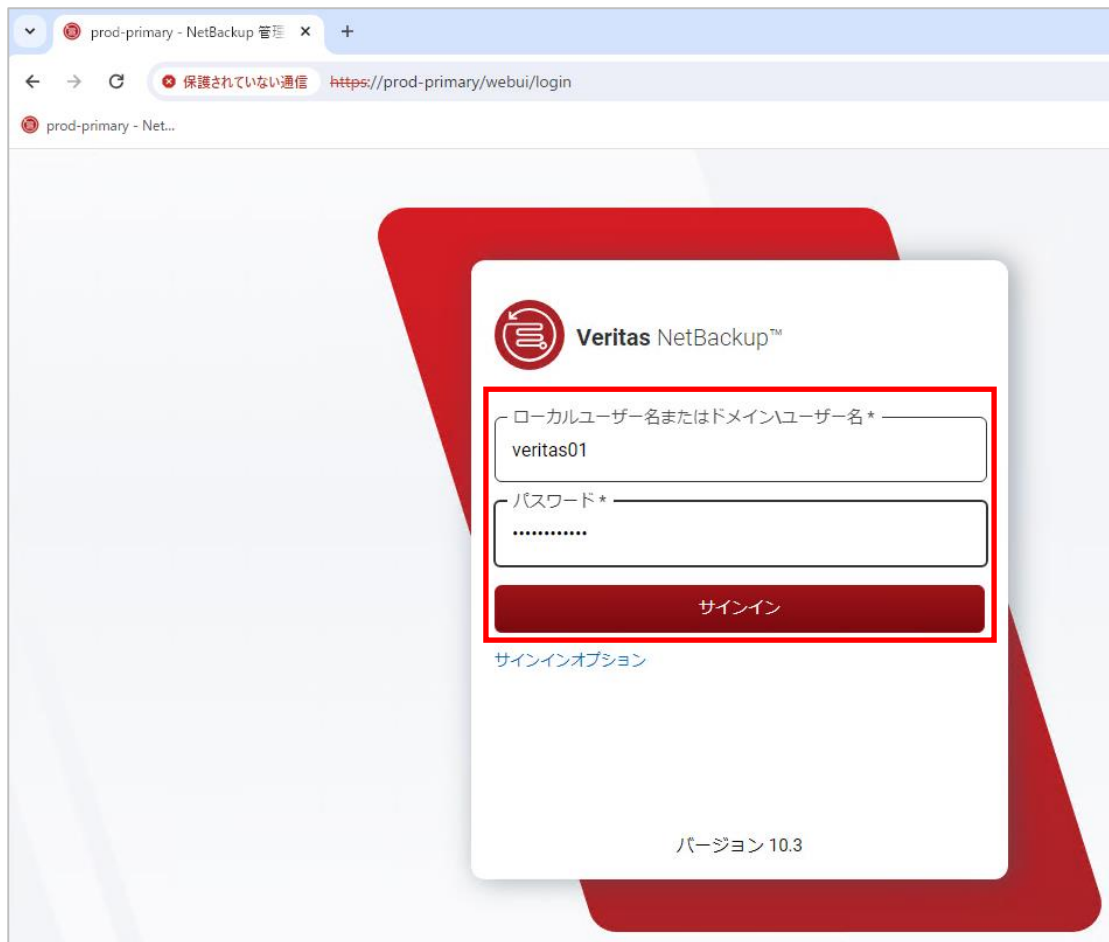 prod-primary - NetBackup 管理
保護されていない通信 https://prod-primary/webui/login
prod-primary - Net...
Veritas NetBackup™
ローカルユーザー名またはドメイン\ユーザー名 *
veritas01
パスワード *
••••••••••••
サインイン
サインインオプション
バージョン 10.3